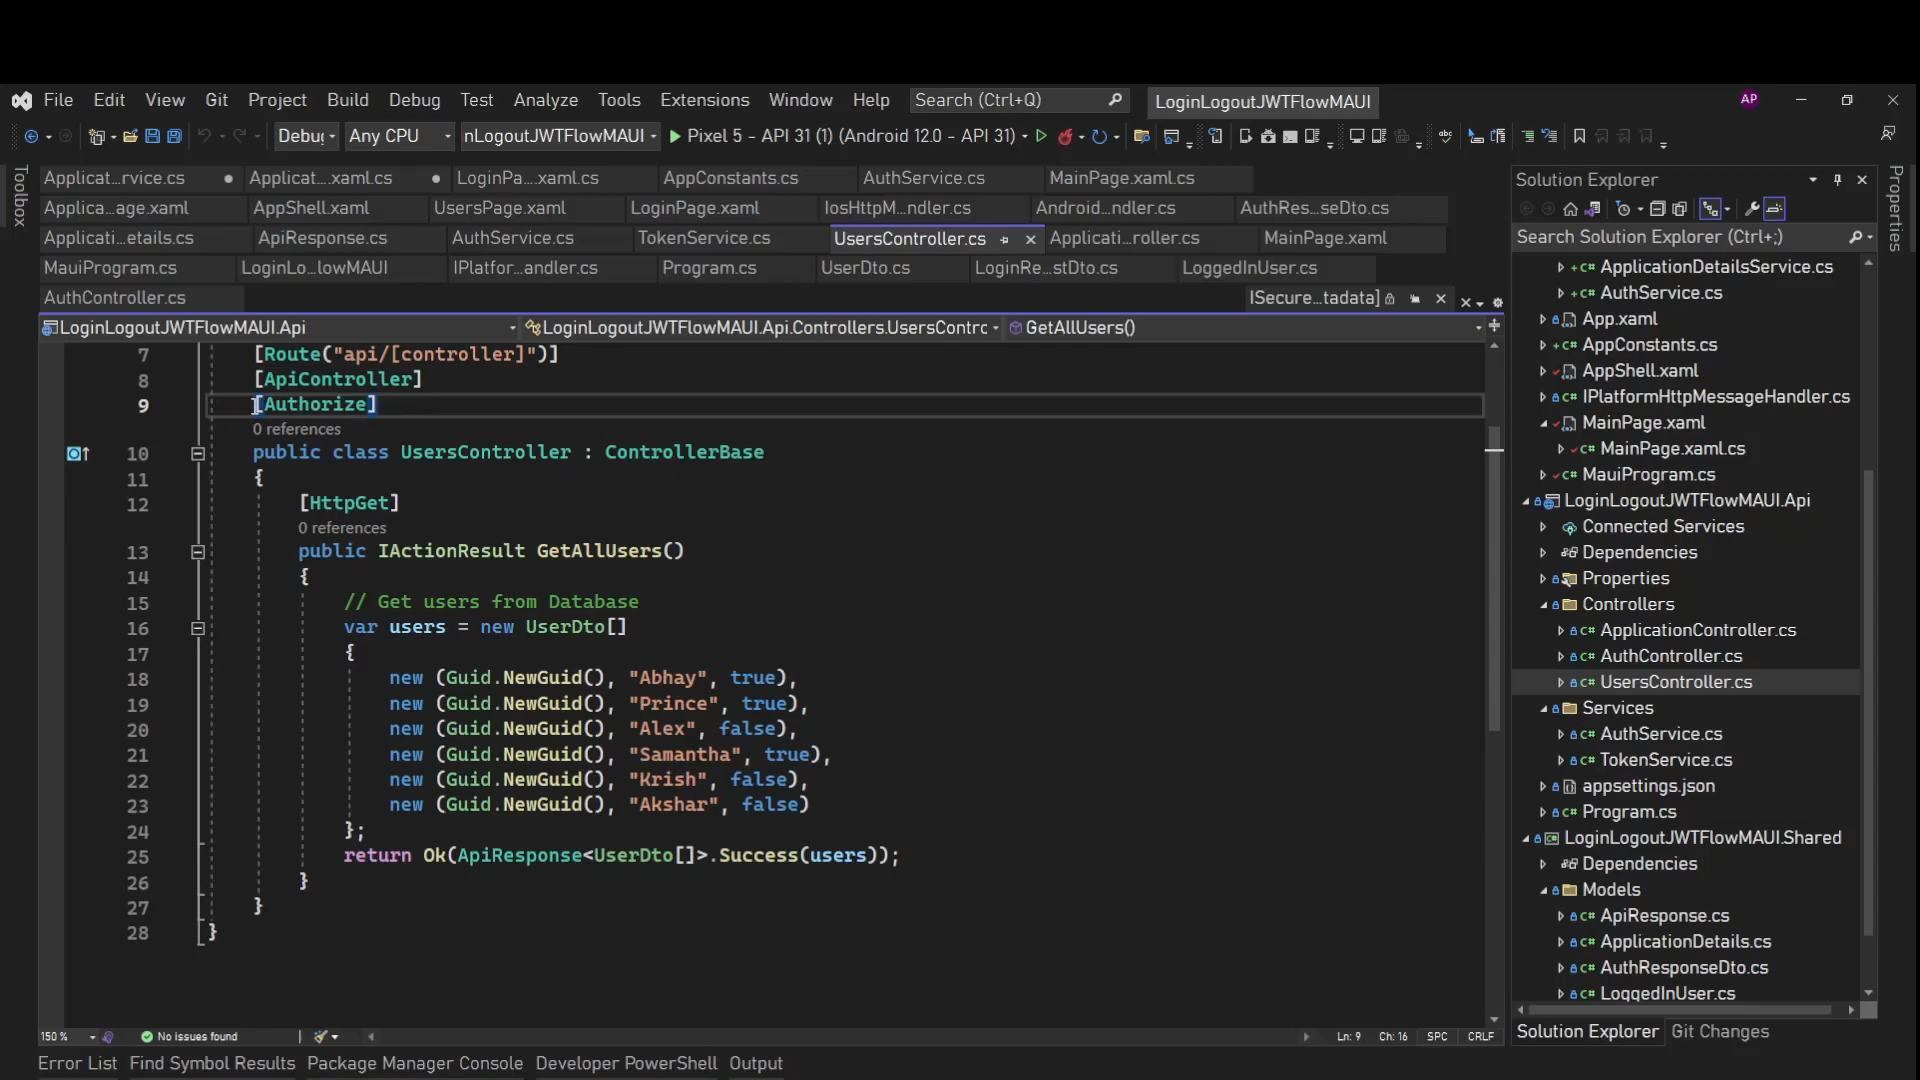 File Edit View Git Project Build Debug Test Analyze Tools Extensions Window Help Search (Ctrl+Q) LoginLogoutJWTFlowMAUI AP
Debug Any CPU nLogoutJWTFlowMAUI Pixel 5 - API 31 (1) (Android 12.0 - API 31)
Toolbox
Applicat...rvice.cs Applicat....xaml.cs LoginPa....xaml.cs AppConstants.cs AuthService.cs MainPage.xaml.cs
Applica...age.xaml AppShell.xaml UsersPage.xaml LoginPage.xaml IosHttpM...ndler.cs Android...ndler.cs AuthRes...seDto.cs
Applicati...etails.cs ApiResponse.cs AuthService.cs TokenService.cs UsersController.cs Applicati...roller.cs MainPage.xaml
MauiProgram.cs LoginLo...lowMAUI IPlatfor...andler.cs Program.cs UserDto.cs LoginRe...stDto.cs LoggedInUser.cs
AuthController.cs ISecure...tadata]
LoginLogoutJWTFlowMAUI.Api LoginLogoutJWTFlowMAUI.Api.Controllers.UsersContrc GetAllUsers()
7 [Route("api/[controller]")]
8 [ApiController]
9 [Authorize]
0 references
10 public class UsersController : ControllerBase
11 {
12 [HttpGet]
0 references
13 public IActionResult GetAllUsers()
14 {
15 // Get users from Database
16 var users = new UserDto[]
17 {
18 new (Guid.NewGuid(), "Abhay", true),
19 new (Guid.NewGuid(), "Prince", true),
20 new (Guid.NewGuid(), "Alex", false),
21 new (Guid.NewGuid(), "Samantha", true),
22 new (Guid.NewGuid(), "Krish", false),
23 new (Guid.NewGuid(), "Akshar", false)
24 };
25 return Ok(ApiResponse<UserDto[]>.Success(users));
26 }
27 }
28 }
150 % No issues found Ln: 9 Ch: 16 SPC CRLF
Error List Find Symbol Results Package Manager Console Developer PowerShell Output
Solution Explorer
Search Solution Explorer (Ctrl+;)
C# ApplicationDetailsService.cs
C# AuthService.cs
App.xaml
C# AppConstants.cs
AppShell.xaml
C# IPlatformHttpMessageHandler.cs
MainPage.xaml
C# MainPage.xaml.cs
C# MauiProgram.cs
LoginLogoutJWTFlowMAUI.Api
Connected Services
Dependencies
Properties
Controllers
C# ApplicationController.cs
C# AuthController.cs
C# UsersController.cs
Services
C# AuthService.cs
C# TokenService.cs
appsettings.json
C# Program.cs
LoginLogoutJWTFlowMAUI.Shared
Dependencies
Models
C# ApiResponse.cs
C# ApplicationDetails.cs
C# AuthResponseDto.cs
C# LoggedInUser.cs
Solution Explorer Git Changes
Properties